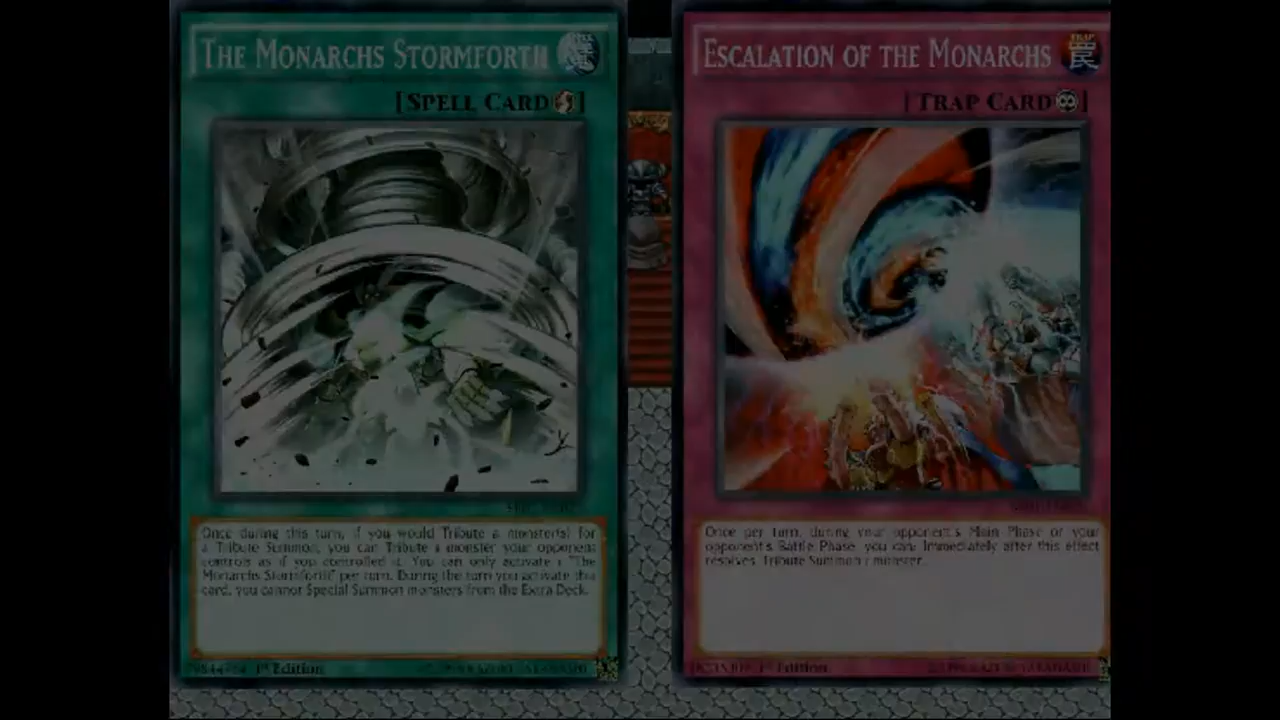 THE MONARCHS STORMFORTH
[SPELL CARD]
Once during this turn, if you would Tribute a monster(s) for
a Tribute Summon, you can Tribute 1 monster your opponent
controls as if you controlled it. You can only activate 1 "The
Monarchs Stormforth" per turn. During the turn you activate this
card, you cannot Special Summon monsters from the Extra Deck.
1st Edition
ESCALATION OF THE MONARCHS
[TRAP CARD]
Once per turn, during your opponent's Main Phase or your
opponent's Battle Phase, you can: Immediately after this effect
resolves, Tribute Summon 1 monster.
1st Edition